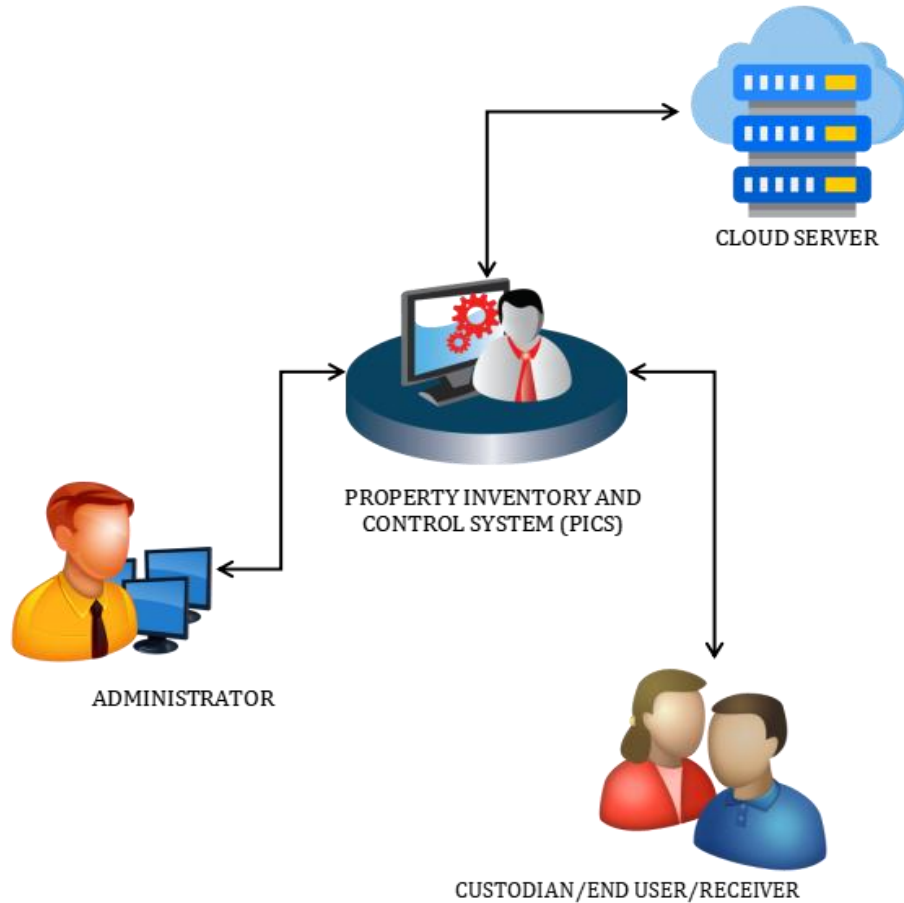 CLOUD SERVER
PROPERTY INVENTORY AND
CONTROL SYSTEM (PICS)
ADMINISTRATOR
CUSTODIAN/END USER/RECEIVER